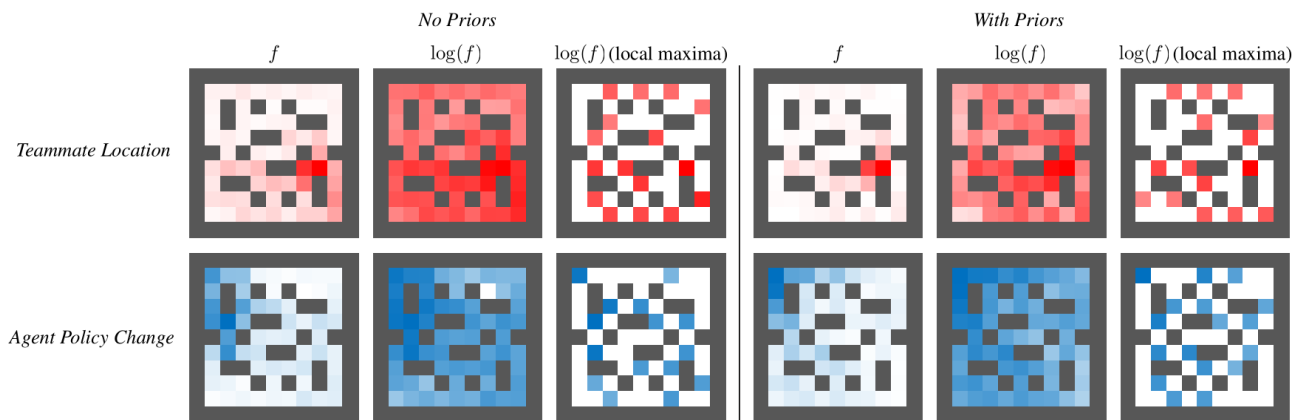 No Priors
With Priors
f
log(f)
log(f) (local maxima)
f
log(f)
log(f) (local maxima)
Teammate Location
Agent Policy Change